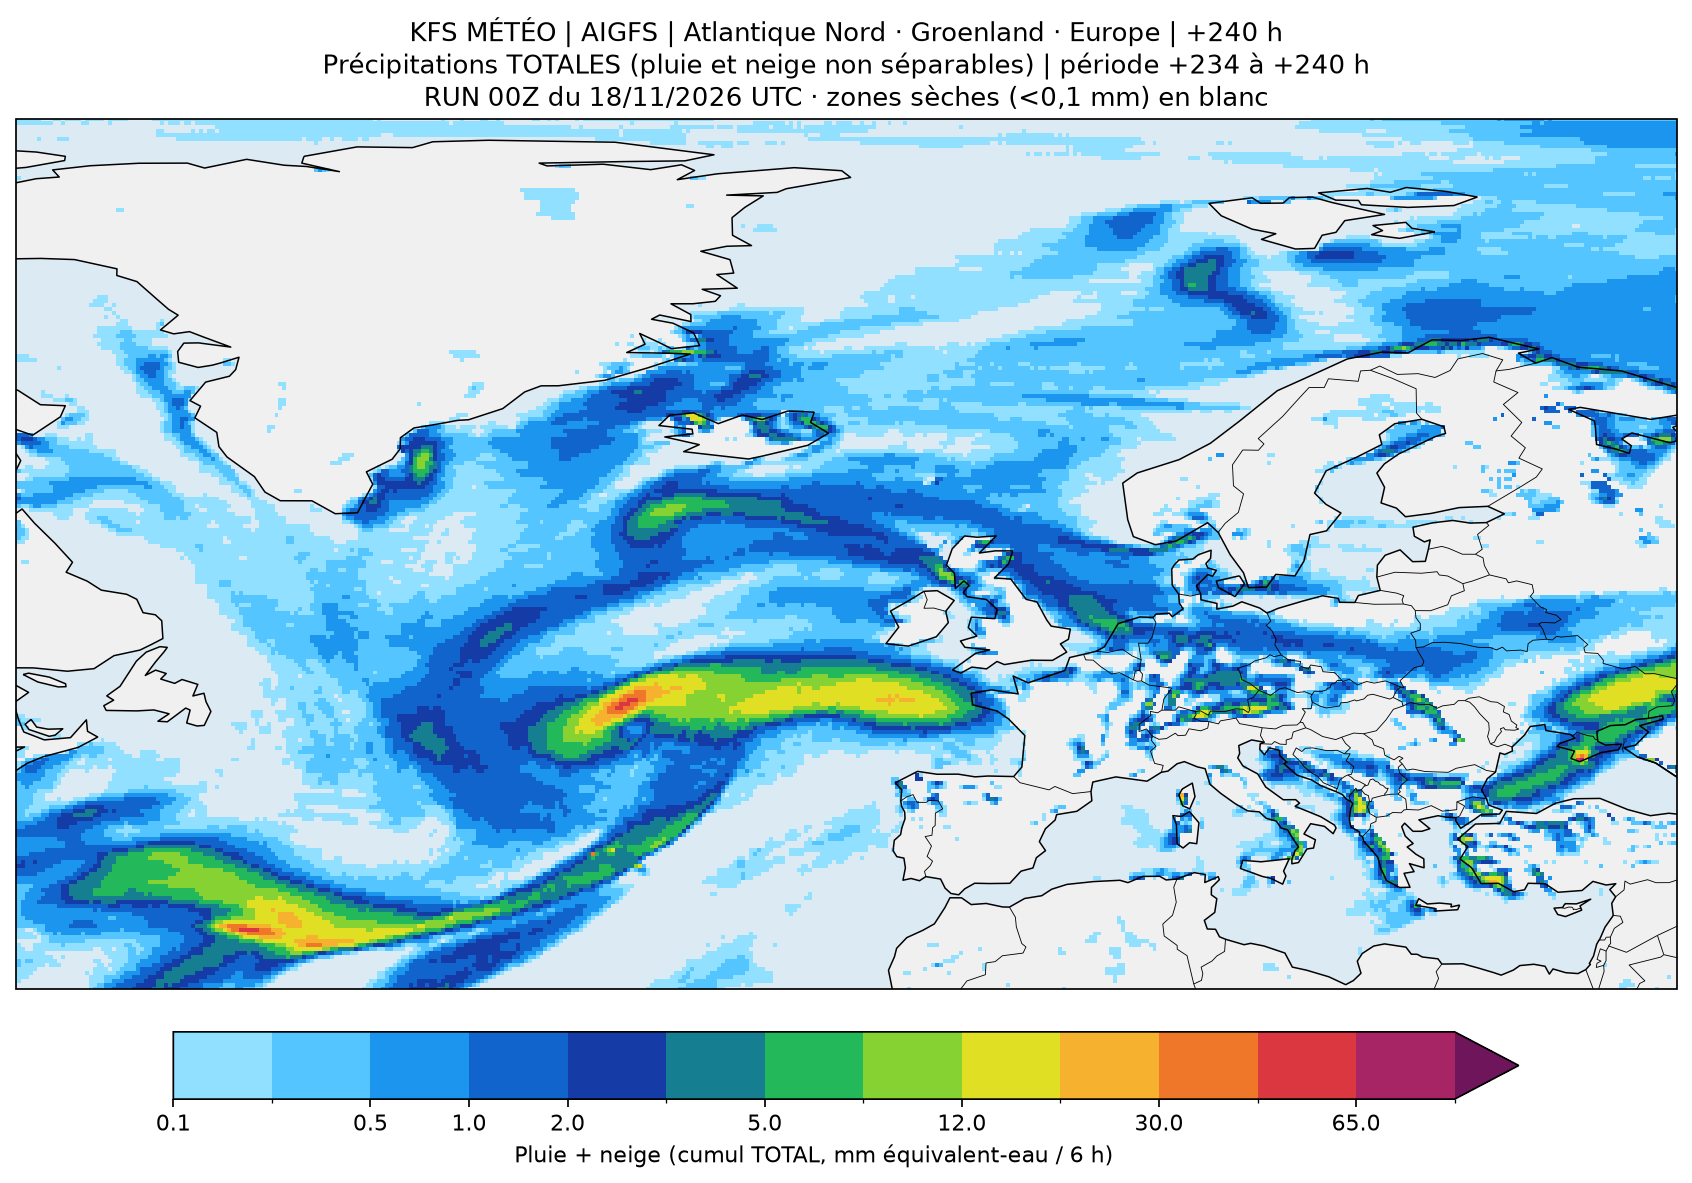 KFS MÉTÉO | AIGFS | Atlantique Nord · Groenland · Europe | +240 h
Précipitations TOTALES (pluie et neige non séparables) | période +234 à +240 h
RUN 00Z du 18/11/2026 UTC · zones sèches (<0,1 mm) en blanc
0.1 0.5 1.0 2.0 5.0 12.0 30.0 65.0
Pluie + neige (cumul TOTAL, mm équivalent-eau / 6 h)